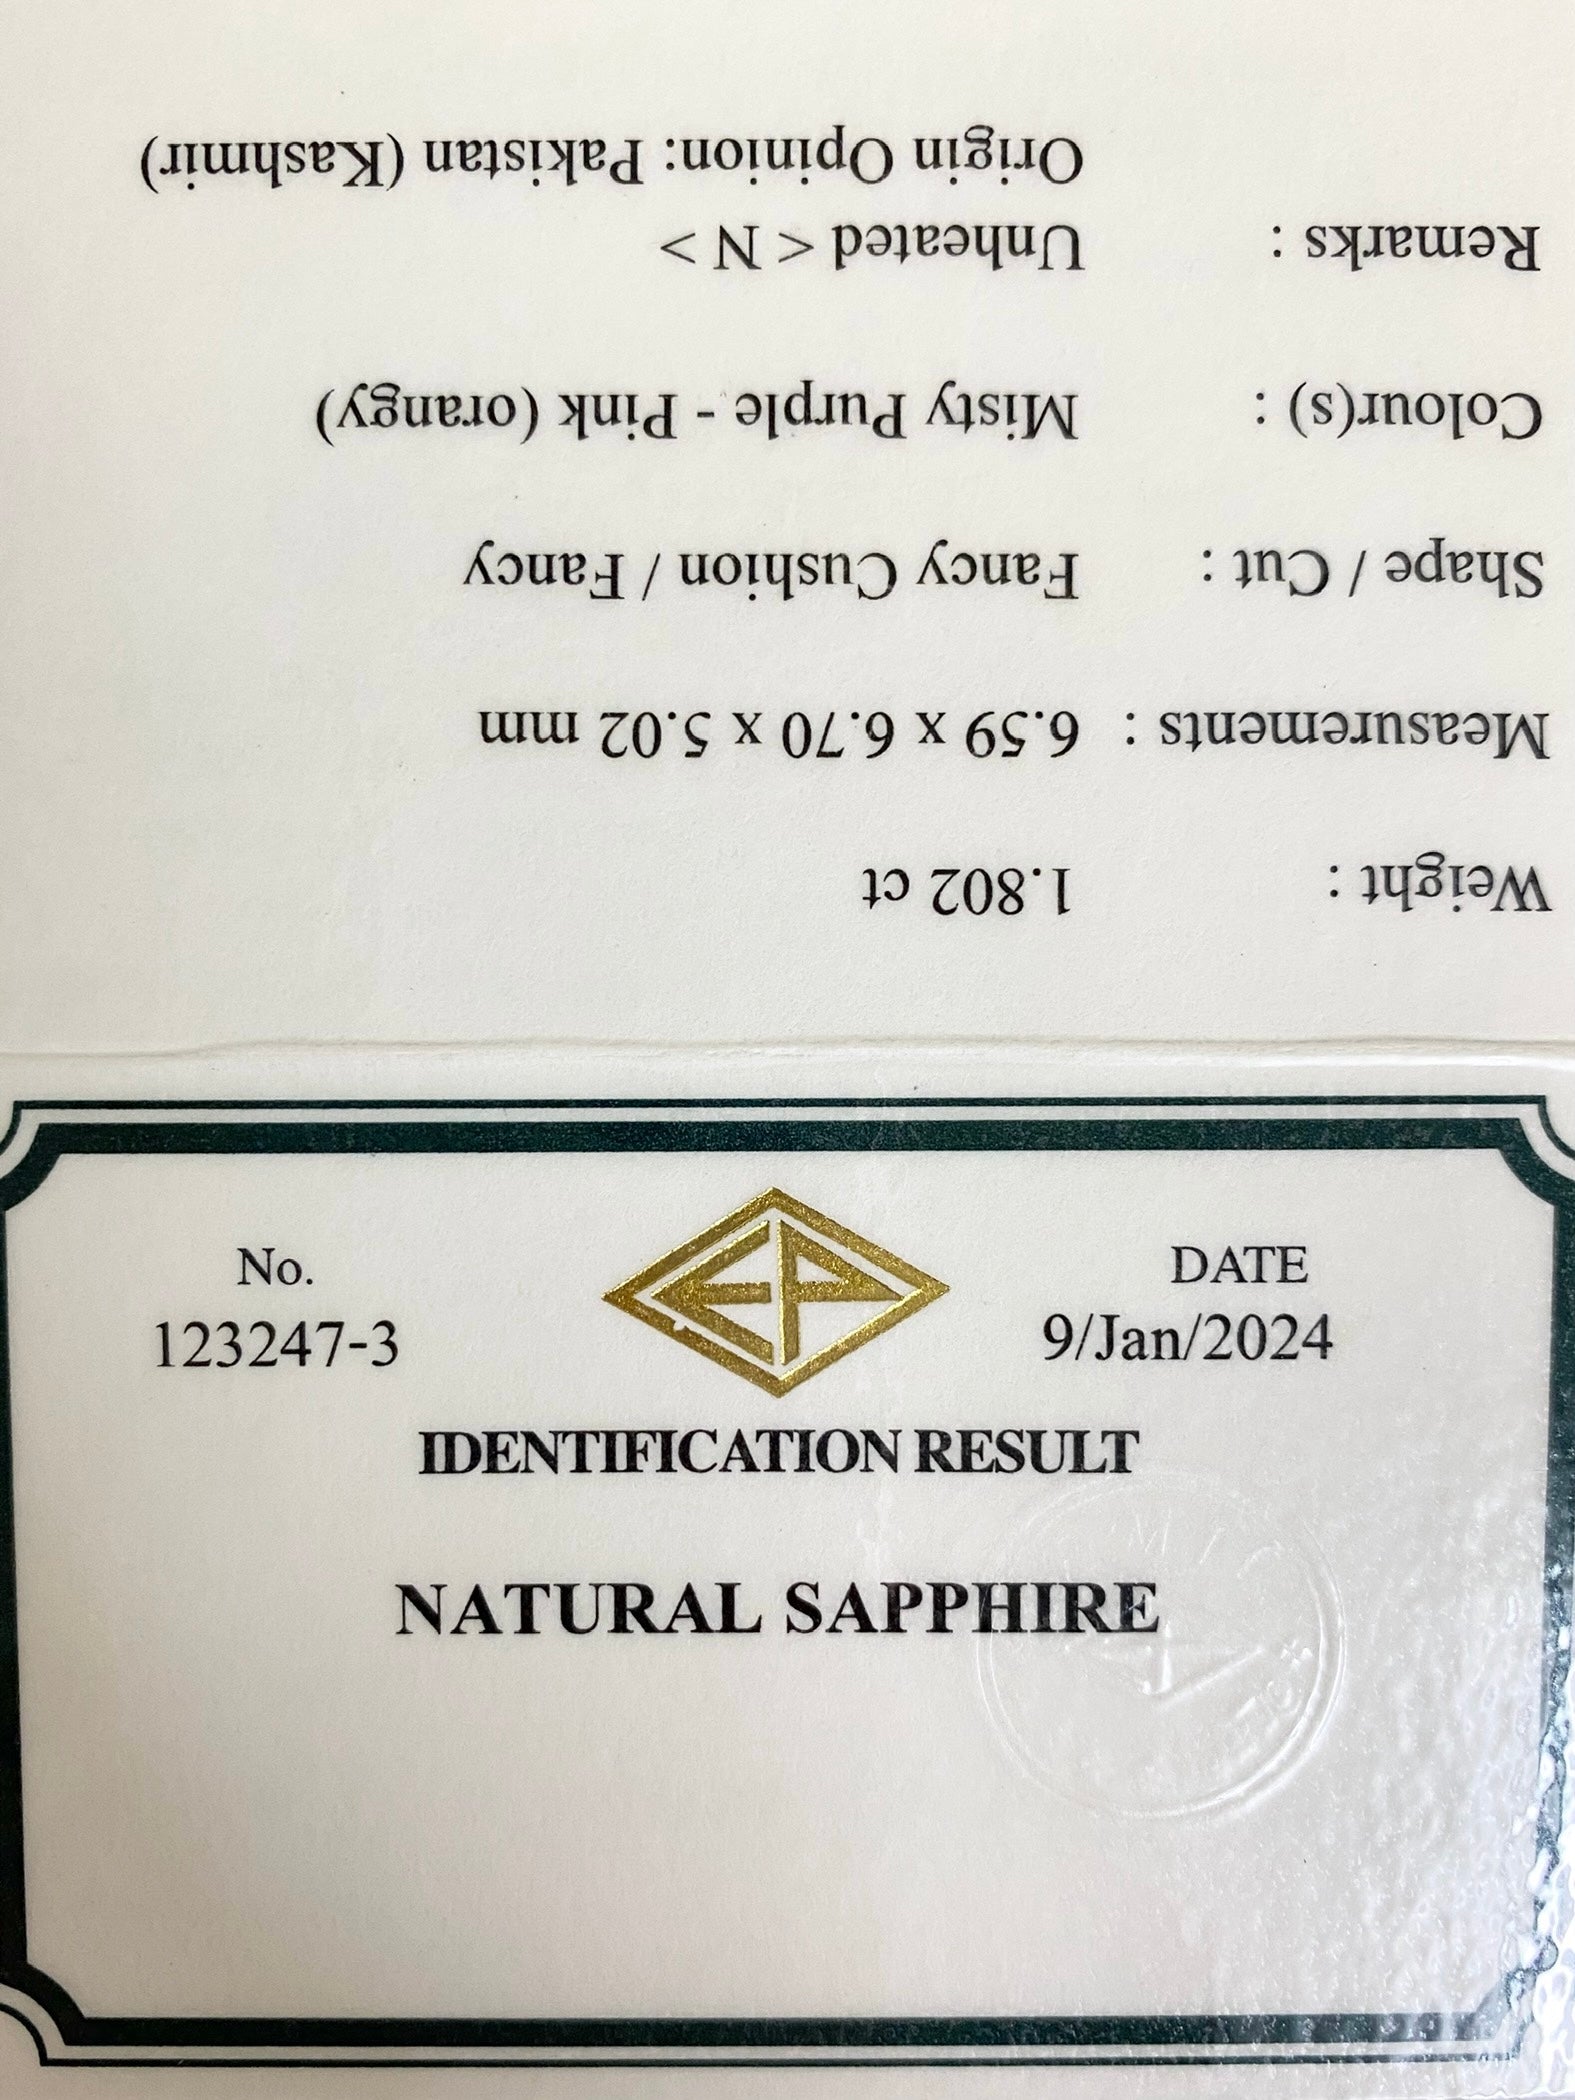 Weight : 1.802 ct
Measurements : 6.59 x 6.70 x 5.02 mm
Shape / Cut : Fancy Cushion / Fancy
Colour(s) : Misty Purple - Pink (orangy)
Remarks : Unheated < N >
Origin Opinion: Pakistan (Kashmir)
No. DATE
123247-3 EP 9/Jan/2024
IDENTIFICATION RESULT
NATURAL SAPPHIRE